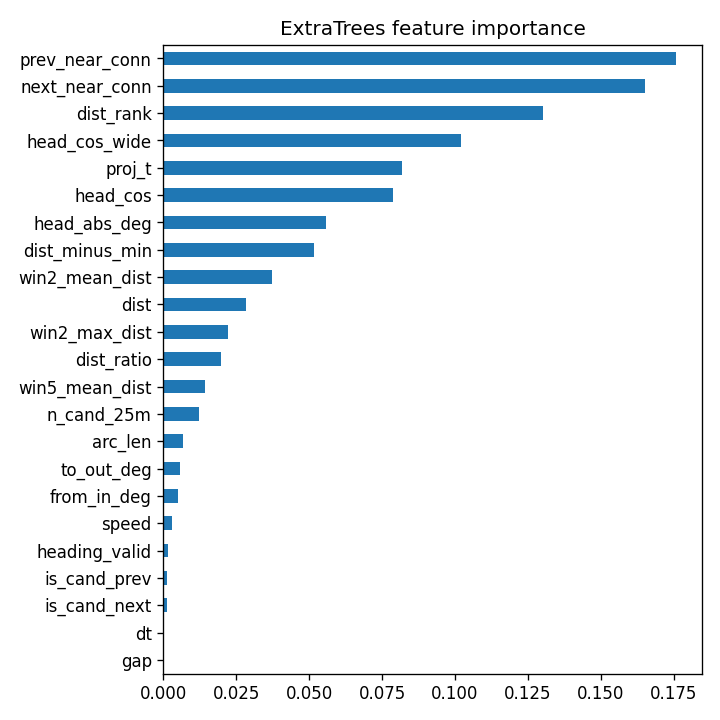 ExtraTrees feature importance
prev_near_conn
next_near_conn
dist_rank
head_cos_wide
proj_t
head_cos
head_abs_deg
dist_minus_min
win2_mean_dist
dist
win2_max_dist
dist_ratio
win5_mean_dist
n_cand_25m
arc_len
to_out_deg
from_in_deg
speed
heading_valid
is_cand_prev
is_cand_next
dt
gap
0.000 0.025 0.050 0.075 0.100 0.125 0.150 0.175